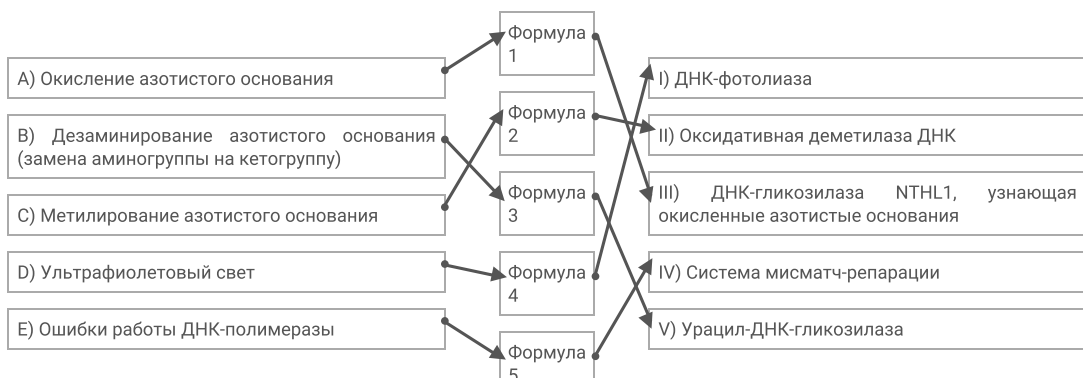 A) Окисление азотистого основания
B) Дезаминирование азотистого основания
(замена аминогруппы на кетогруппу)
C) Метилирование азотистого основания
D) Ультрафиолетовый свет
E) Ошибки работы ДНК-полимеразы
Формула
1
Формула
2
Формула
3
Формула
4
Формула
5
I) ДНК-фотолиаза
II) Оксидативная деметилаза ДНК
III) ДНК-гликозилаза NTHL1, узнающая
окисленные азотистые основания
IV) Система мисматч-репарации
V) Урацил-ДНК-гликозилаза